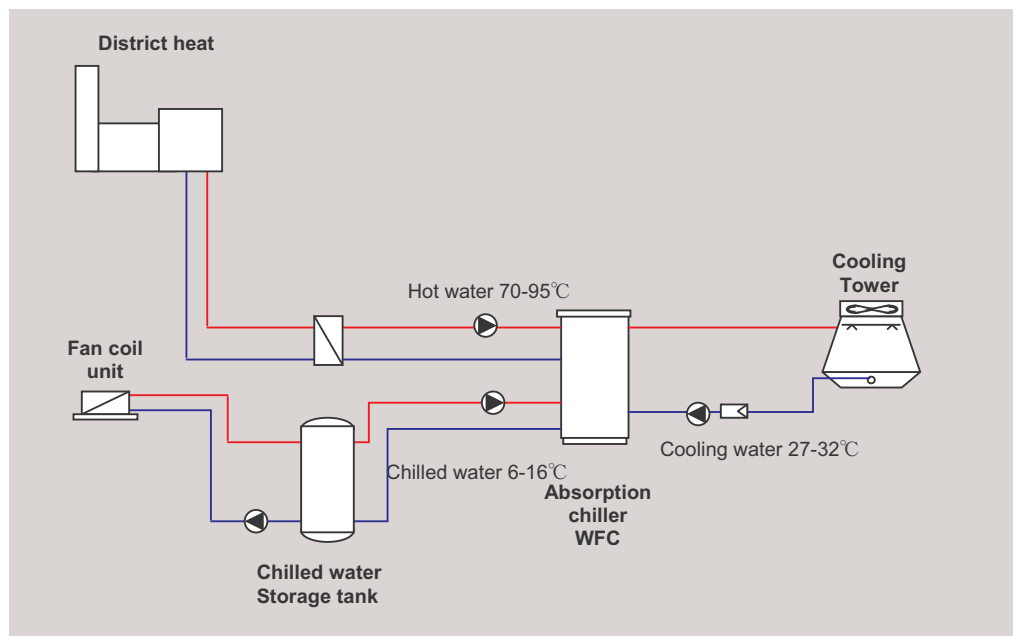 District heat
Hot water 70-95℃
Cooling
Tower
Fan coil
unit
Cooling water 27-32℃
Chilled water 6-16℃
Absorption
chiller
WFC
Chilled water
Storage tank